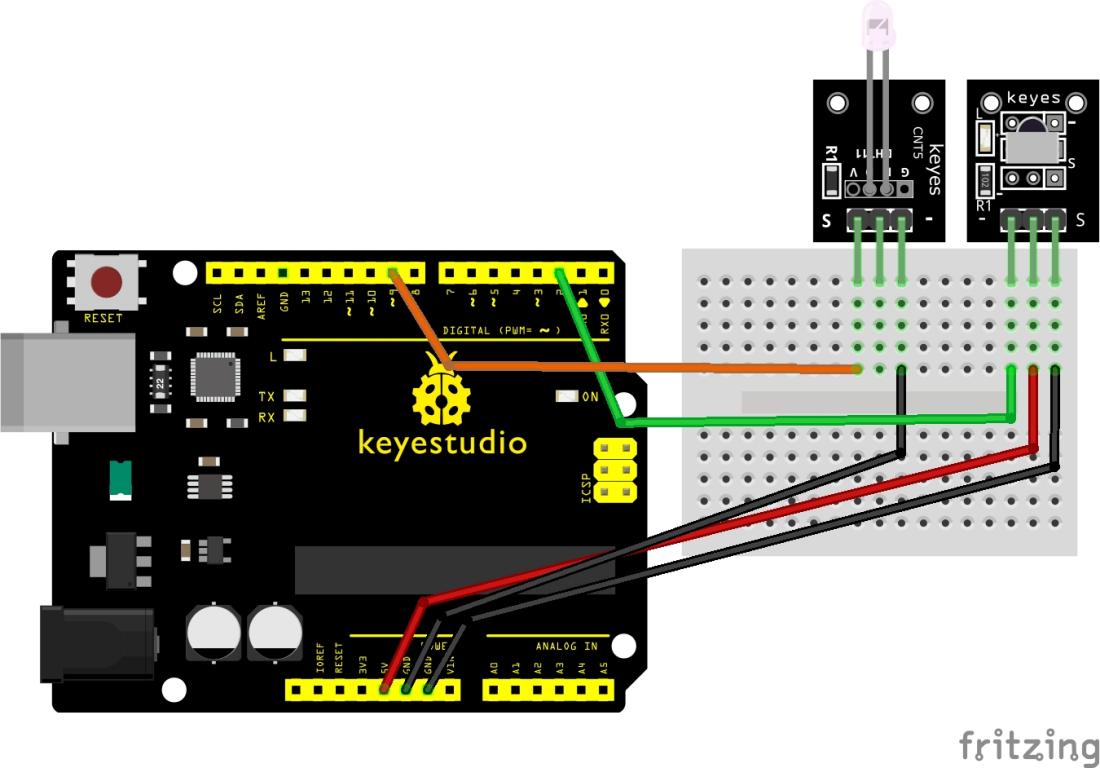 keyes
L
-
S
102
R1
-
-
S
R1
CNT5
keyes
V
G
S
-
RESET
SCL
SDA
AREF
GND
13
12
~11
~10
~9
8
7
~6
~5
4
~3
2
1
RX0 ◀ 0
DIGITAL (PWM= ~ )
L
TX
RX
22
ON
keyestudio
ICSP
POWER
ANALOG IN
IOREF
RESET
3V3
5V
GND
GND
VIN
A0
A1
A2
A3
A4
A5
fritzing